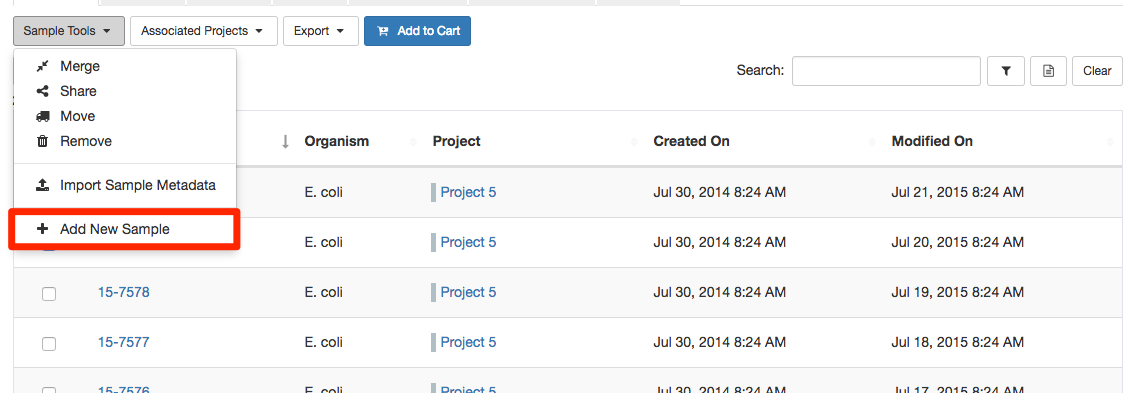 Sample Tools Associated Projects Export Add to Cart
Merge
Share
Move
Remove
Import Sample Metadata
Add New Sample
Search: Clear
Organism Project Created On Modified On
E. coli Project 5 Jul 30, 2014 8:24 AM Jul 21, 2015 8:24 AM
E. coli Project 5 Jul 30, 2014 8:24 AM Jul 20, 2015 8:24 AM
15-7578 E. coli Project 5 Jul 30, 2014 8:24 AM Jul 19, 2015 8:24 AM
15-7577 E. coli Project 5 Jul 30, 2014 8:24 AM Jul 18, 2015 8:24 AM
15-7576 E. coli Project 5 Jul 30, 2014 8:24 AM Jul 17, 2015 8:24 AM